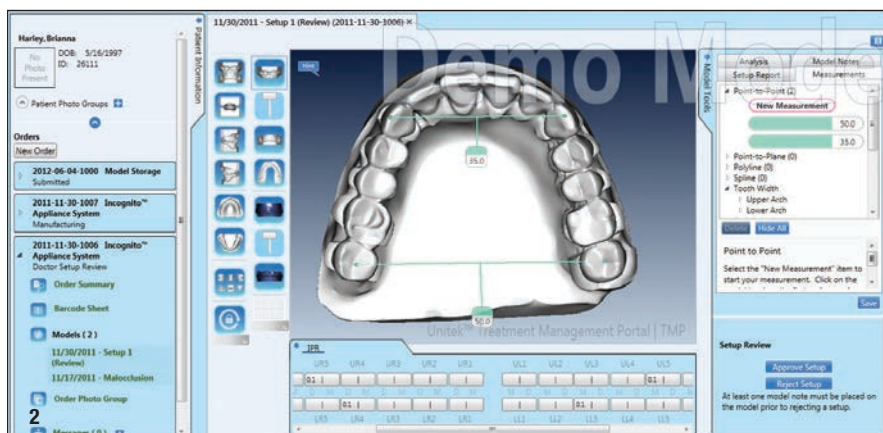 11/30/2011 - Setup 1 (Review) (2011-11-30-1006) ×
Demo Mode
Harley, Brianna
No
Photo
Present
DOB: 5/16/1997
ID: 26111
Patient Photo Groups
Orders
New Order
2012-06-04-1000 Model Storage
Submitted
2011-11-30-1007 Incognito™
Appliance System
Manufacturing
2011-11-30-1006 Incognito™
Appliance System
Doctor Setup Review
Order Summary
Barcode Sheet
Models ( 2 )
11/30/2011 - Setup 1
(Review)
11/17/2011 - Malocclusion
Order Photo Group
Messages ( 0 )
2
Patient Information
Hint
35.0
50.0
Unitek™ Treatment Management Portal | TMP
IPR
UR5 UR4 UR3 UR2 UR1 UL1 UL2 UL3 UL4 UL5
0.1 0.1
M D M D M D M D
0.1 0.1
LR5 LR4 LR3 LR2 LR1 LL1 LL2 LL3 LL4 LL5
Model Tools
Analysis Model Notes
Setup Report Measurements
Point-to-Point (2)
New Measurement
50.0
35.0
Point-to-Plane (0)
Polyline (0)
Spline (0)
Tooth Width
Upper Arch
Lower Arch
Delete Hide All
Point to Point
Select the "New Measurement" item to
start your measurement. Click on the
Save
Setup Review
Approve Setup
Reject Setup
At least one model note must be placed on
the model prior to rejecting a setup.